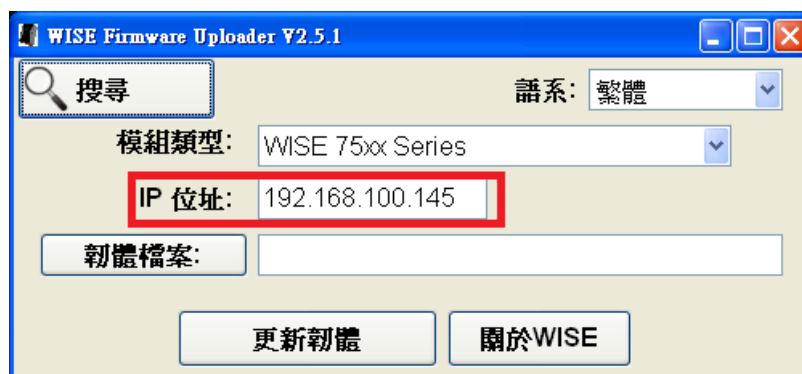 WISE Firmware Uploader V2.5.1
搜尋 語系: 繁體
模組類型: WISE 75xx Series
IP 位址: 192.168.100.145
韌體檔案:
更新韌體 關於WISE